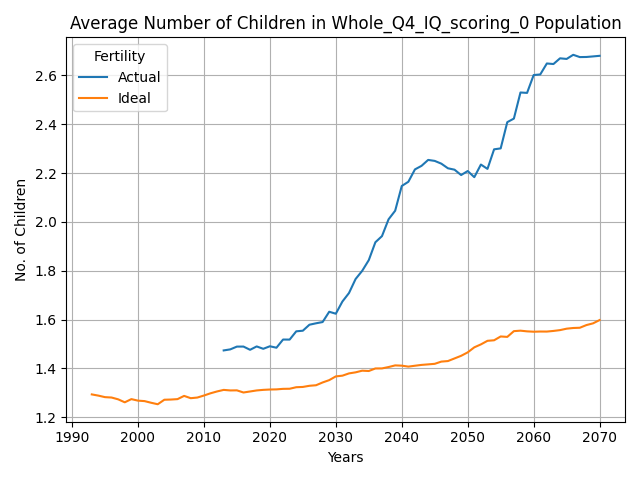 Average Number of Children in Whole_Q4_IQ_scoring_0 Population
Fertility
Actual
Ideal
No. of Children
2.6
2.4
2.2
2.0
1.8
1.6
1.4
1.2
1990 2000 2010 2020 2030 2040 2050 2060 2070
Years